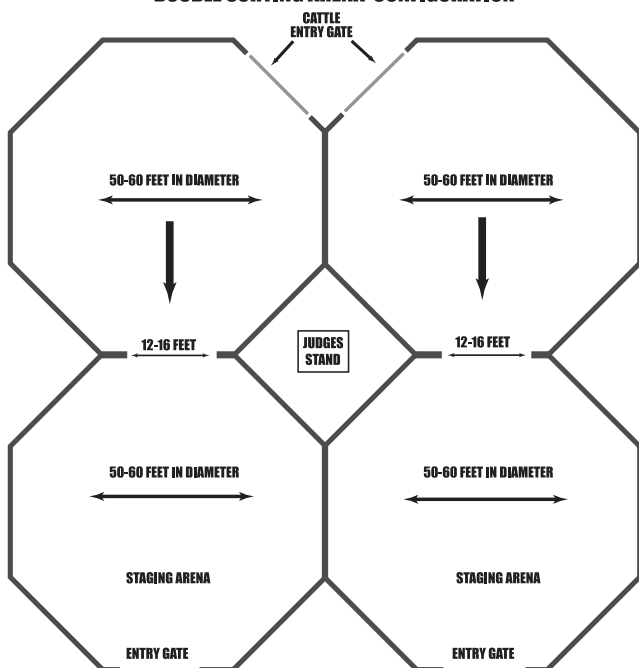 CATTLE
ENTRY GATE
50-60 FEET IN DIAMETER
50-60 FEET IN DIAMETER
12-16 FEET
JUDGES
STAND
12-16 FEET
50-60 FEET IN DIAMETER
50-60 FEET IN DIAMETER
STAGING ARENA
STAGING ARENA
ENTRY GATE
ENTRY GATE